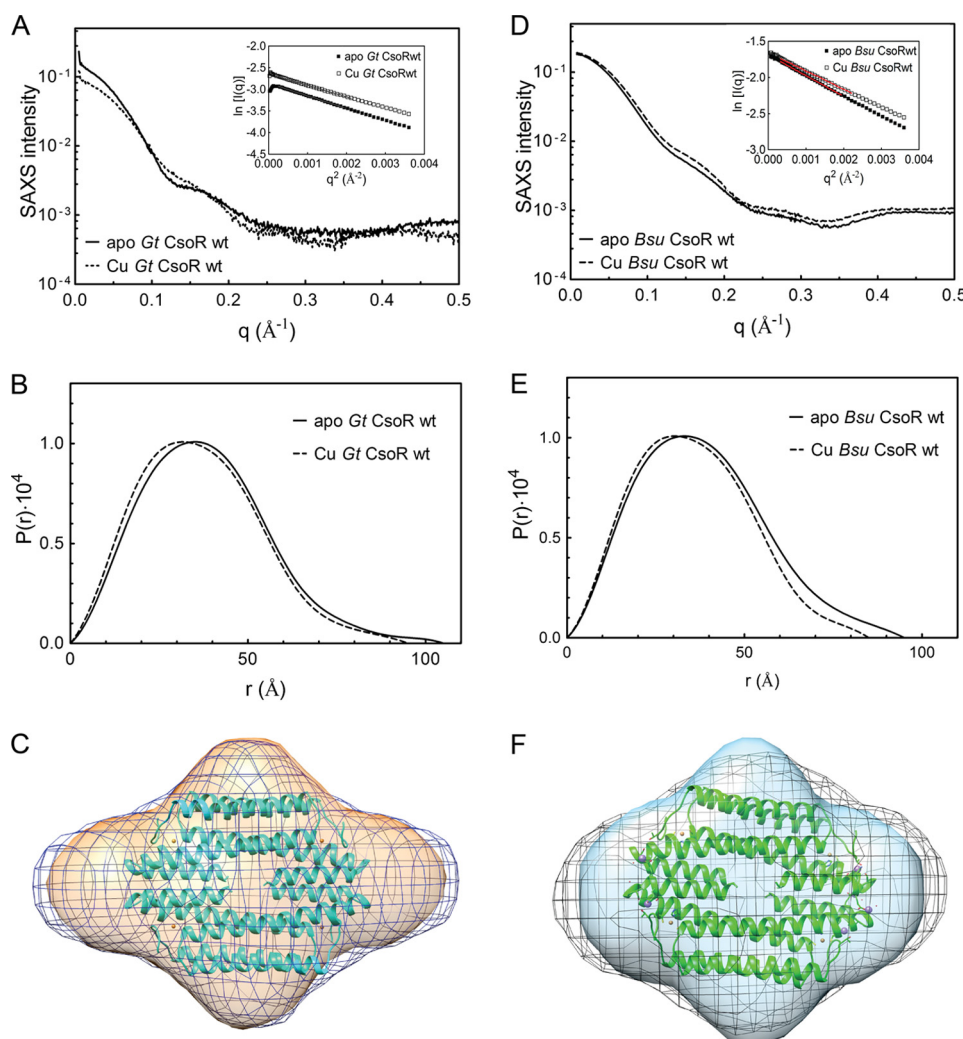 A
SAXS intensity
10⁻¹
10⁻²
10⁻³
10⁻⁴
0.0
0.1
0.2
0.3
0.4
0.5
q (Å⁻¹)
apo Gt CsoR wt
Cu Gt CsoR wt
ln [I(q)]
-2.0
-2.5
-3.0
-3.5
-4.0
-4,5
0.000
0.001
0.002
0.003
0.004
q² (Å⁻²)
apo Gt CsoRwt
Cu Gt CsoRwt
D
SAXS intensity
10⁻¹
10⁻²
10⁻³
10⁻⁴
0.0
0.1
0.2
0.3
0.4
0.5
q (Å⁻¹)
apo Bsu CsoR wt
Cu Bsu CsoR wt
ln [I(q)]
-1.5
-2.0
-2.5
-3.0
0.000
0.001
0.002
0.003
0.004
q² (Å⁻²)
apo Bsu CsoRwt
Cu Bsu CsoRwt
B
P(r)·10⁴
1.0
0.5
0.0
0
50
100
r (Å)
apo Gt CsoR wt
Cu Gt CsoR wt
E
P(r)·10⁴
1.0
0.5
0.0
0
50
100
r (Å)
apo Bsu CsoR wt
Cu Bsu CsoR wt
C
F